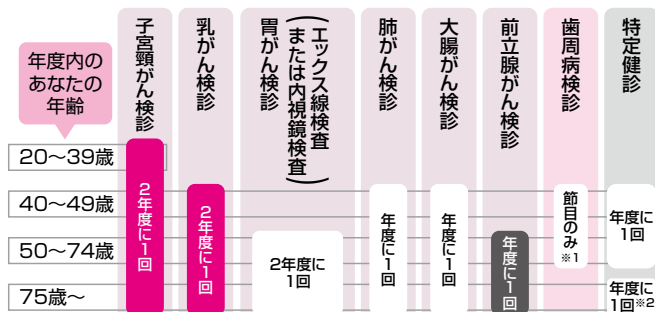 年度内の
あなたの
年齢
子宮頸がん検診
乳がん検診
胃がん検診
(エックス線検査
または内視鏡検査)
肺がん検診
大腸がん検診
前立腺がん検診
歯周病検診
特定健診
20～39歳
40～49歳
50～74歳
75歳～
2年度に1回
2年度に1回
2年度に
1回
年度に1回
年度に1回
年度に1回
節目のみ
※1
年度に
1回
年度に
1回※2